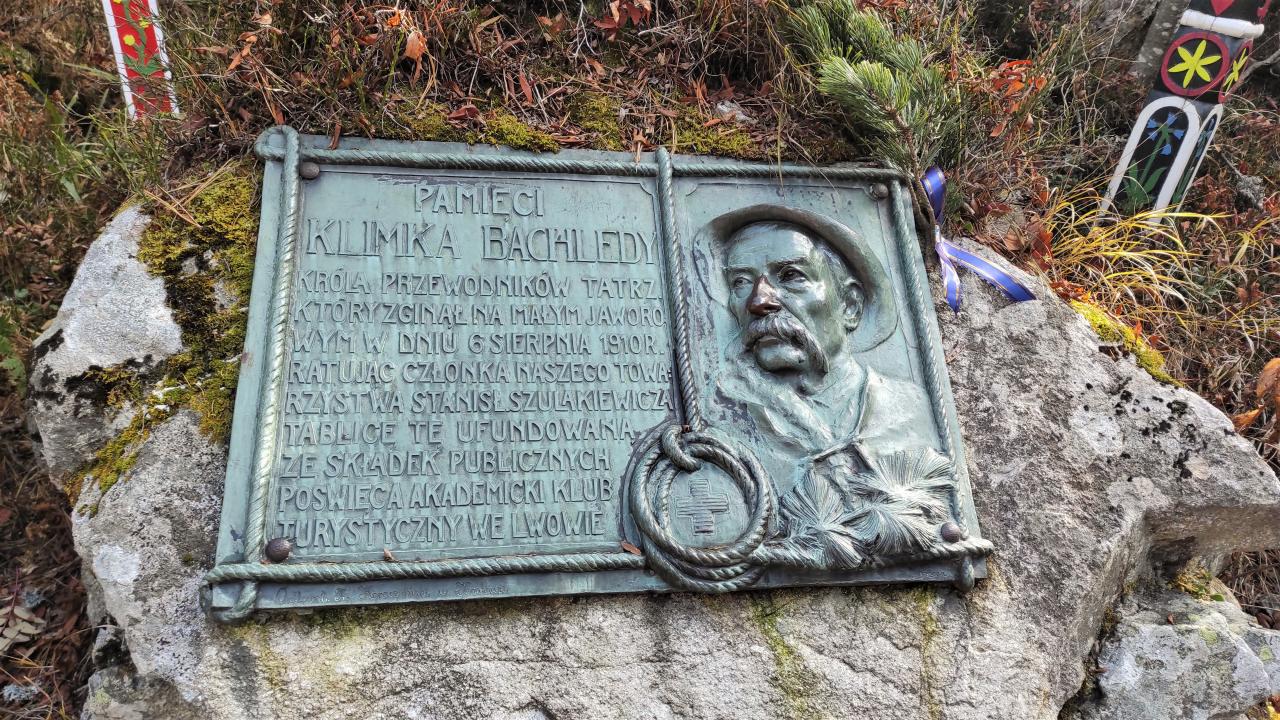 PAMIĘCI
KLIMKA BACHLEDY
KRÓLA PRZEWODNIKÓW TATRZ.
KTÓRY ZGINĄŁ NA MAŁYM JAWORO
WYM W DNIU 6 SIERPNIA 1910 R.
RATUJĄC CZŁONKA NASZEGO TOWA
RZYSTWA STANISŁ. SZULAKIEWICZA
TABLICĘ TĘ UFUNDOWANĄ
ZE SKŁADEK PUBLICZNYCH
POŚWIĘCA AKADEMICKI KLUB
TURYSTYCZNY WE LWOWIE